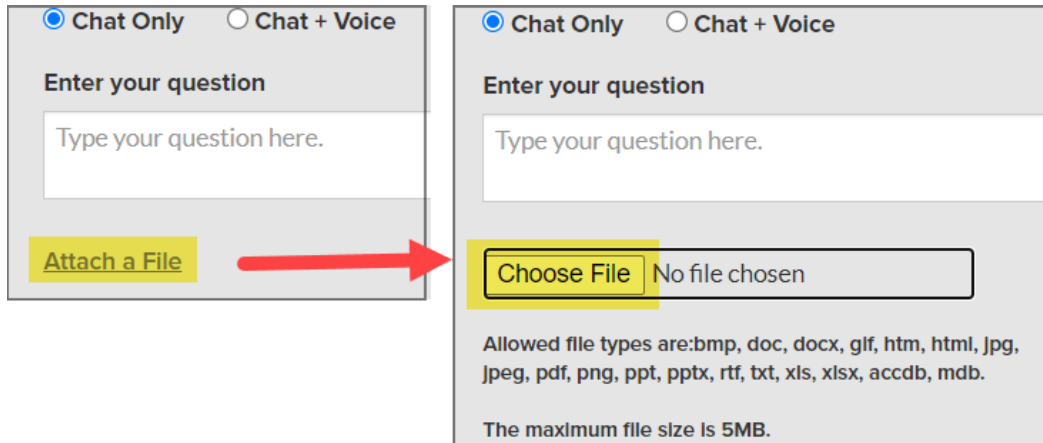 Chat Only Chat + Voice
Enter your question
Type your question here.
Attach a File
Chat Only Chat + Voice
Enter your question
Type your question here.
Choose File No file chosen
Allowed file types are:bmp, doc, docx, gif, htm, html, jpg,
jpeg, pdf, png, ppt, pptx, rtf, txt, xls, xlsx, accdb, mdb.
The maximum file size is 5MB.